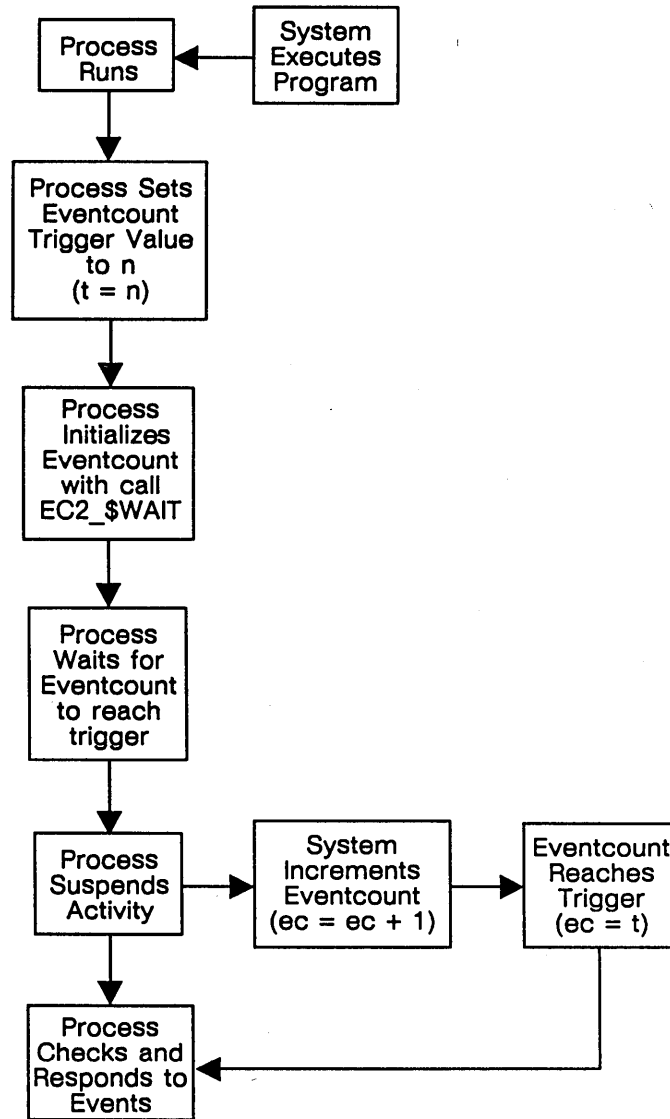 Process
Runs
System
Executes
Program
Process Sets
Eventcount
Trigger Value
to n
(t = n)
Process
Initializes
Eventcount
with call
EC2_$WAIT
Process
Waits for
Eventcount
to reach
trigger
Process
Suspends
Activity
System
Increments
Eventcount
(ec = ec + 1)
Eventcount
Reaches
Trigger
(ec = t)
Process
Checks and
Responds to
Events